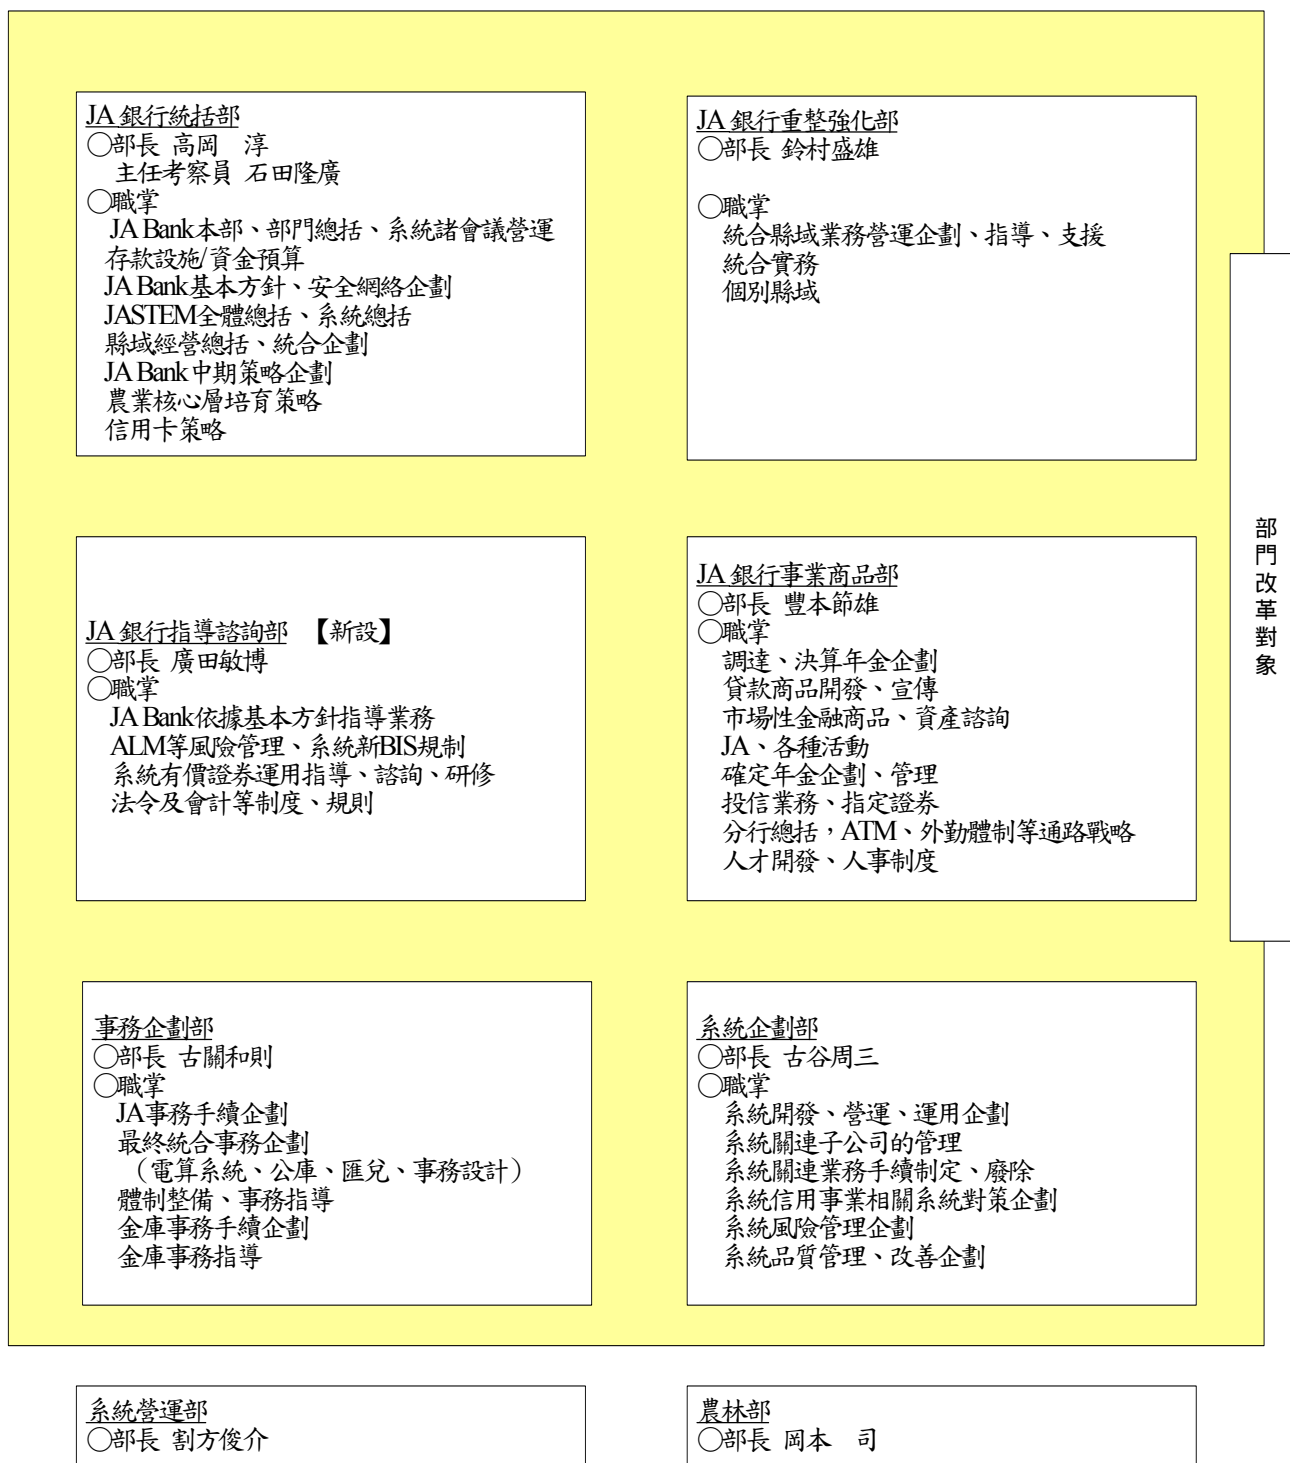 JA 銀行統括部
○部長 高岡　淳
主任考察員 石田隆廣
○職掌
JA Bank本部、部門總括、系統諸會議營運
存款設施/資金預算
JA Bank基本方針、安全網絡企劃
JASTEM全體總括、系統總括
縣域經營總括、統合企劃
JA Bank中期策略企劃
農業核心層培育策略
信用卡策略
JA 銀行重整強化部
○部長 鈴村盛雄
○職掌
統合縣域業務營運企劃、指導、支援
統合實務
個別縣域
部門改革對象
JA 銀行指導諮詢部　【新設】
○部長 廣田敏博
○職掌
JA Bank依據基本方針指導業務
ALM等風險管理、系統新BIS規制
系統有價證券運用指導、諮詢、研修
法令及會計等制度、規則
JA 銀行事業商品部
○部長 豐本節雄
○職掌
調達、決算年金企劃
貸款商品開發、宣傳
市場性金融商品、資產諮詢
JA、各種活動
確定年金企劃、管理
投信業務、指定證券
分行總括，ATM、外勤體制等通路戰略
人才開發、人事制度
事務企劃部
○部長 古關和則
○職掌
JA事務手續企劃
最終統合事務企劃
（電算系統、公庫、匯兌、事務設計）
體制整備、事務指導
金庫事務手續企劃
金庫事務指導
系統企劃部
○部長 古谷周三
○職掌
系統開發、營運、運用企劃
系統關連子公司的管理
系統關連業務手續制定、廢除
系統信用事業相關系統對策企劃
系統風險管理企劃
系統品質管理、改善企劃
系統營運部
○部長 割方俊介
農林部
○部長 岡本　司